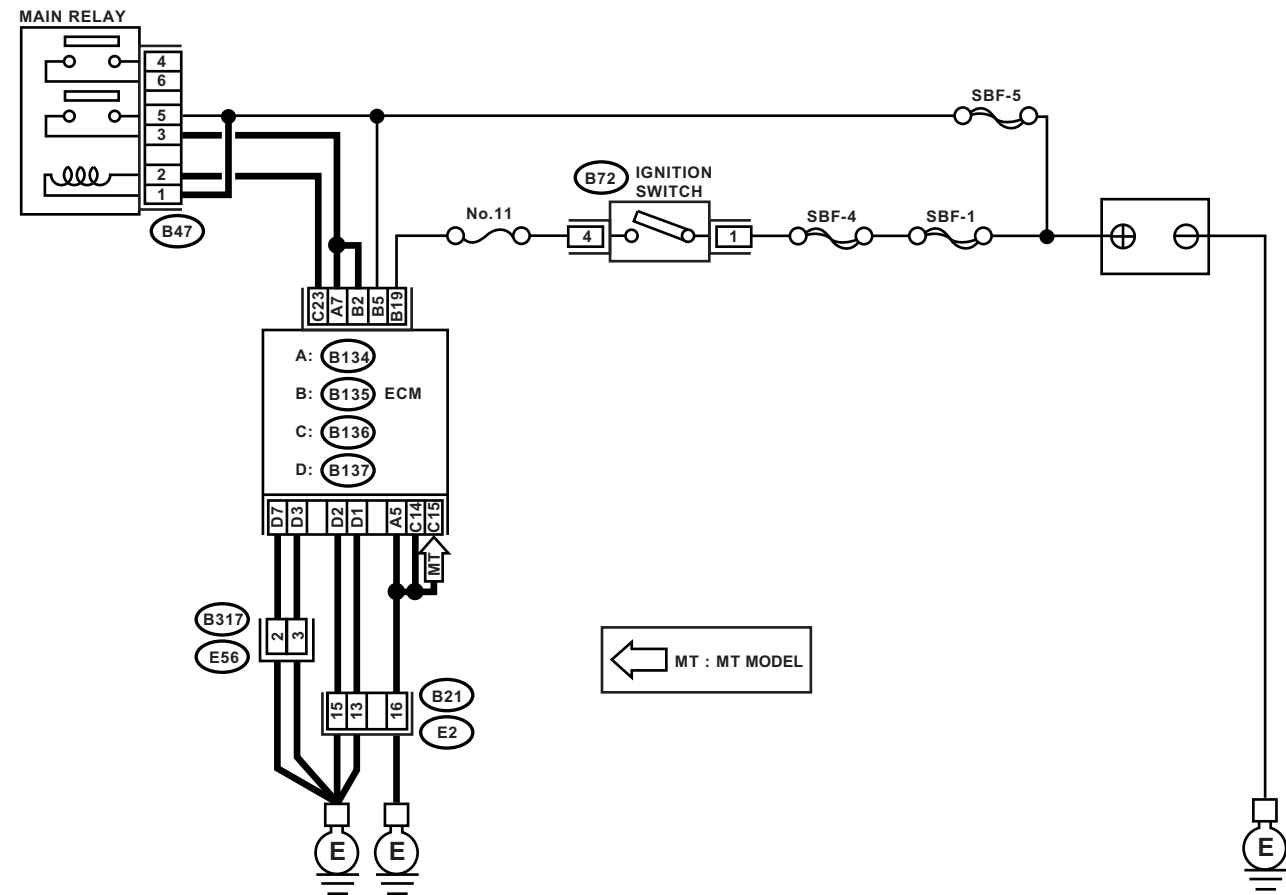 MAIN RELAY
4
6
5
3
2
1
B47
SBF-5
B72
IGNITION
SWITCH
No.11
4
1
SBF-4
SBF-1
C23
A7
B2
B5
B19
A: B134
B: B135 ECM
C: B136
D: B137
D7
D3
D2
D1
A5
C14
C15
MT
B317
E56
2
3
MT : MT MODEL
15
13
16
B21
E2
E
E
E